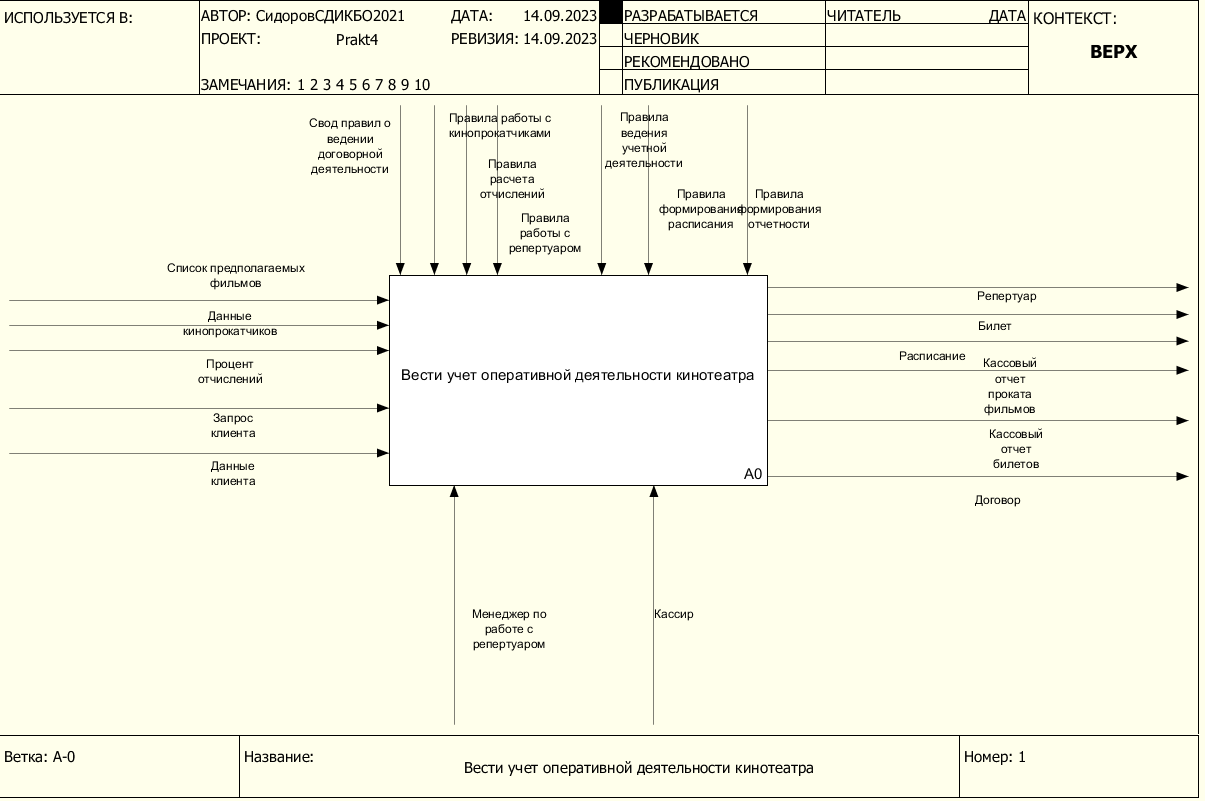 ИСПОЛЬЗУЕТСЯ В:
АВТОР: СидоровСДИКБО2021
ДАТА: 14.09.2023
РАЗРАБАТЫВАЕТСЯ
ЧИТАТЕЛЬ
ДАТА
КОНТЕКСТ:
ПРОЕКТ: Prakt4
РЕВИЗИЯ: 14.09.2023
ЧЕРНОВИК
ВЕРХ
РЕКОМЕНДОВАНО
ЗАМЕЧАНИЯ: 1 2 3 4 5 6 7 8 9 10
ПУБЛИКАЦИЯ
Свод правил о
ведении
договорной
деятельности
Правила работы с
кинопрокатчиками
Правила
расчета
отчислений
Правила
работы с
репертуаром
Правила
ведения
учетной
деятельности
Правила
формирования
расписания
Правила
формирования
отчетности
Список предполагаемых
фильмов
Данные
кинопрокатчиков
Процент
отчислений
Запрос
клиента
Данные
клиента
Вести учет оперативной деятельности кинотеатра
A0
Репертуар
Билет
Расписание
Кассовый
отчет
проката
фильмов
Кассовый
отчет
билетов
Договор
Менеджер по
работе с
репертуаром
Кассир
Ветка: A-0
Название:
Вести учет оперативной деятельности кинотеатра
Номер: 1